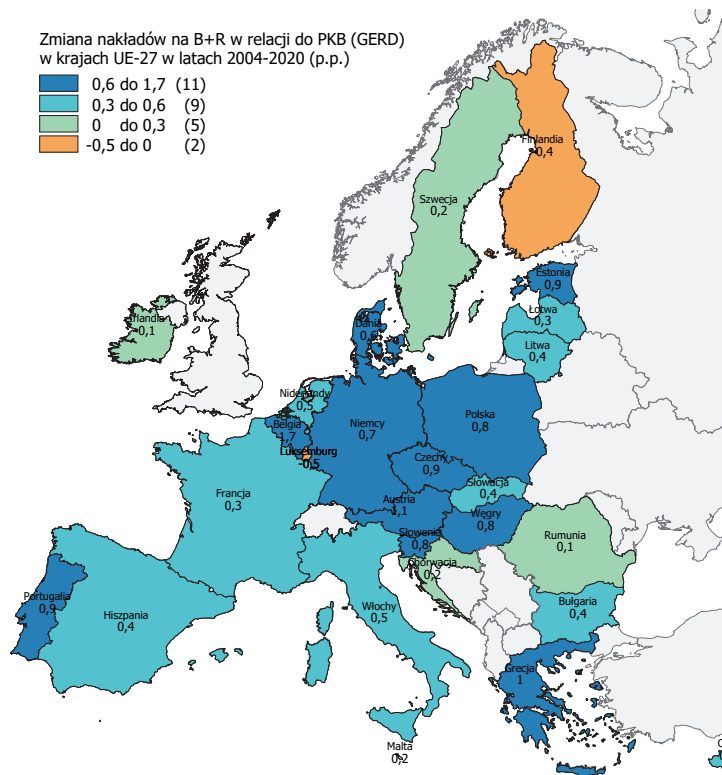 Zmiana nakładów na B+R w relacji do PKB (GERD)
w krajach UE-27 w latach 2004-2020 (p.p.)
0,6 do 1,7 (11)
0,3 do 0,6 (9)
0 do 0,3 (5)
-0,5 do 0 (2)
Finlandia
0,4
Szwecja
0,2
Estonia
0,9
Łotwa
0,3
Litwa
0,4
Irlandia
0,1
Dania
0,6
Niderlandy
0,5
Belgia
1,7
Niemcy
0,7
Polska
0,8
Luksemburg
-0,5
Czechy
0,9
Słowacja
0,4
Francja
0,3
Austria
1,1
Węgry
0,8
Słowenia
0,8
Chorwacja
0,2
Rumunia
0,1
Portugalia
0,9
Hiszpania
0,4
Włochy
0,5
Bułgaria
0,4
Grecja
1
Malta
0,2